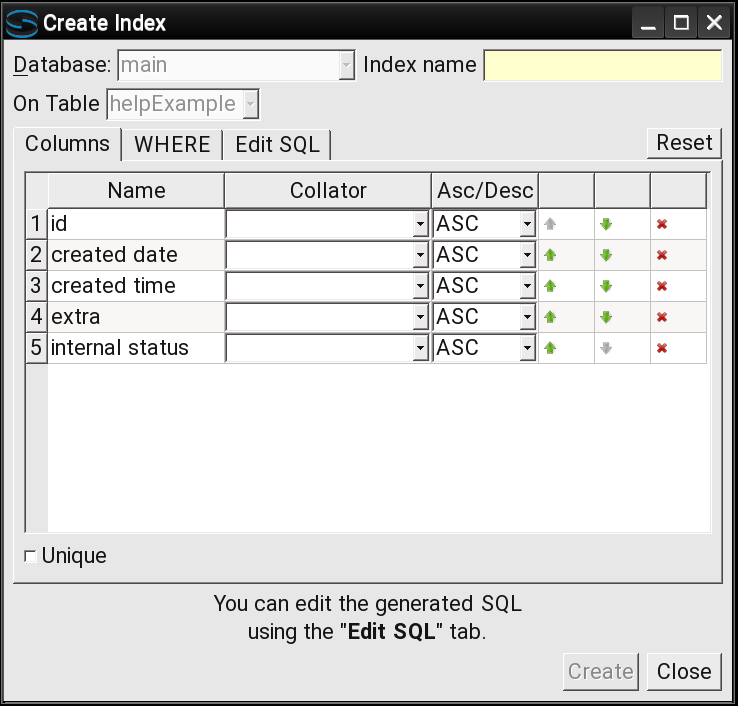 Create Index
Database: main Index name
On Table helpExample
Columns WHERE Edit SQL Reset
Name Collator Asc/Desc
1 id ASC
2 created date ASC
3 created time ASC
4 extra ASC
5 internal status ASC
Unique
You can edit the generated SQL
using the "Edit SQL" tab.
Create Close